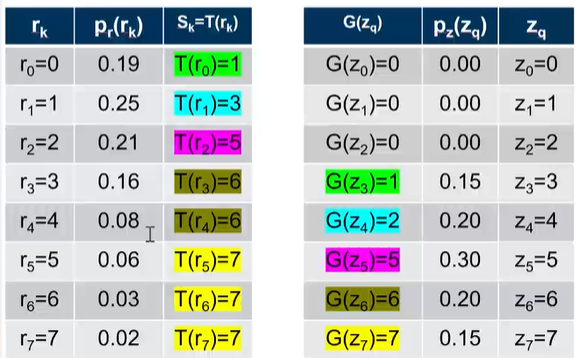 r_k p_r(r_k) S_k=T(r_k) G(z_q) p_z(z_q) z_q
r_0=0 0.19 T(r_0)=1 G(z_0)=0 0.00 z_0=0
r_1=1 0.25 T(r_1)=3 G(z_1)=0 0.00 z_1=1
r_2=2 0.21 T(r_2)=5 G(z_2)=0 0.00 z_2=2
r_3=3 0.16 T(r_3)=6 G(z_3)=1 0.15 z_3=3
r_4=4 0.08 T(r_4)=6 G(z_4)=2 0.20 z_4=4
r_5=5 0.06 T(r_5)=7 G(z_5)=5 0.30 z_5=5
r_6=6 0.03 T(r_6)=7 G(z_6)=6 0.20 z_6=6
r_7=7 0.02 T(r_7)=7 G(z_7)=7 0.15 z_7=7